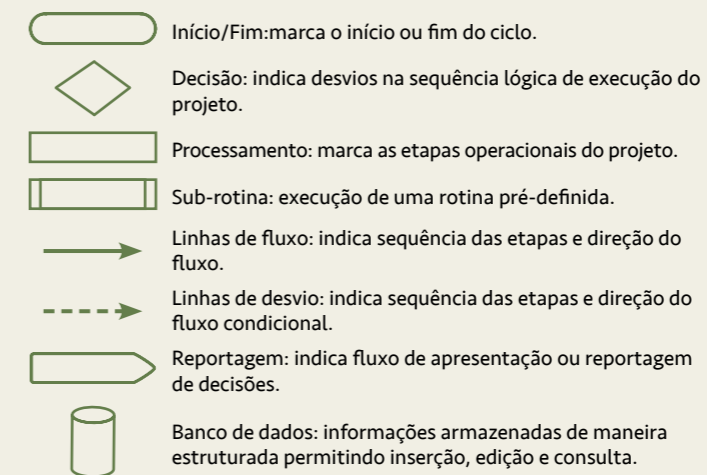 Início/Fim:marca o início ou fim do ciclo.
Decisão: indica desvios na sequência lógica de execução do
projeto.
Processamento: marca as etapas operacionais do projeto.
Sub-rotina: execução de uma rotina pré-definida.
Linhas de fluxo: indica sequência das etapas e direção do
fluxo.
Linhas de desvio: indica sequência das etapas e direção do
fluxo condicional.
Reportagem: indica fluxo de apresentação ou reportagem
de decisões.
Banco de dados: informações armazenadas de maneira
estruturada permitindo inserção, edição e consulta.